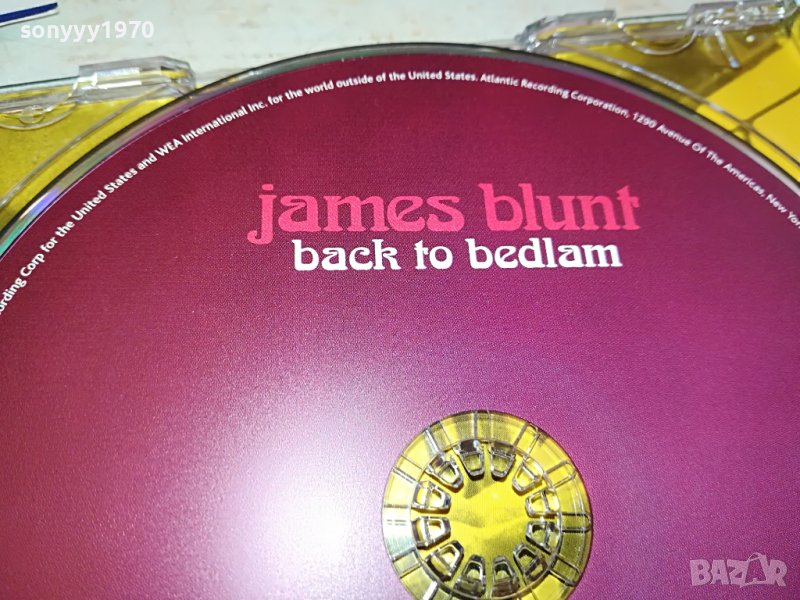 sonyyy1970
ording Corp for the United States and WEA International Inc. for the world outside of the United States. Atlantic Recording Corporation, 1290 Avenue Of The Americas, New York
james blunt
back to bedlam
BAZAR